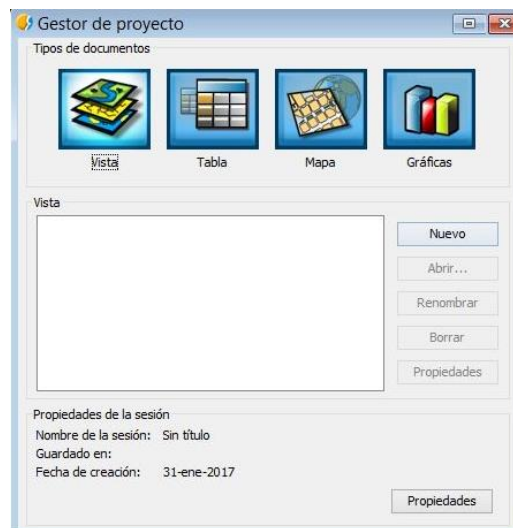 Gestor de proyecto
Tipos de documentos
Vista Tabla Mapa Gráficas
Vista
Nuevo
Abrir...
Renombrar
Borrar
Propiedades
Propiedades de la sesión
Nombre de la sesión: Sin título
Guardado en:
Fecha de creación: 31-ene-2017
Propiedades